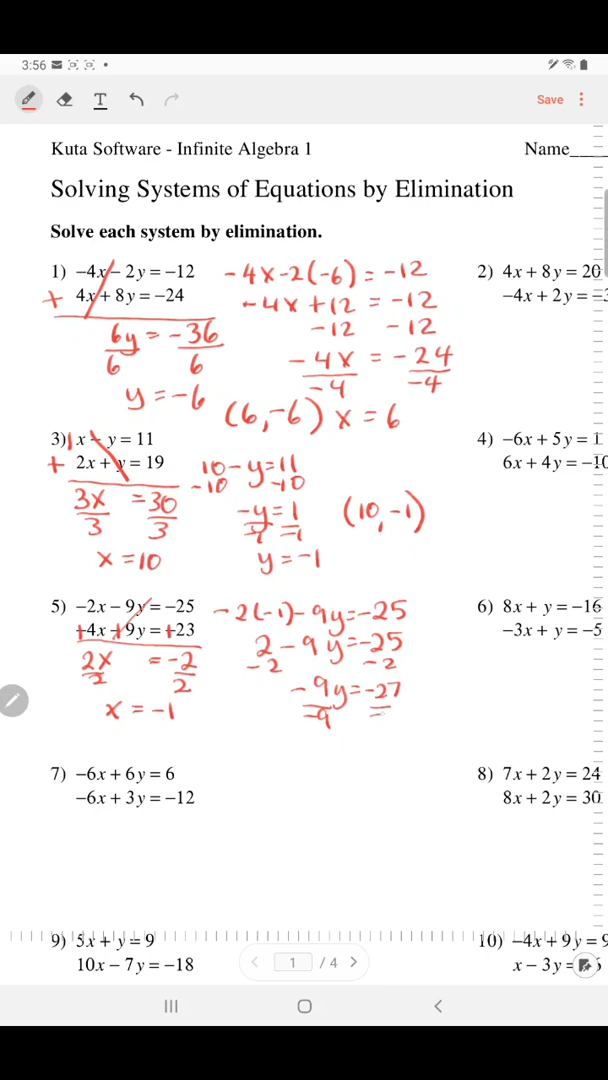 3:56
T
Save
Kuta Software - Infinite Algebra 1
Name____
Solving Systems of Equations by Elimination
Solve each system by elimination.
1) −4x − 2y = −12
+ 4x + 8y = −24
6y = -36
6 6
y = -6
-4x-2(-6) = -12
-4x+12 = -12
-12 -12
-4x = -24
-4 -4
(6,-6) x = 6
2) 4x + 8y = 20
−4x + 2y = −
3) 1x − y = 11
+ 2x + y = 19
3x = 30
3 3
x = 10
10-y=11
-10 -10
-y=1
-1 -1
y=-1
(10,-1)
4) −6x + 5y = 1
6x + 4y = −10
5) −2x − 9y = −25
+4x +9y = +23
2x = -2
2 2
x = -1
-2(-1)-9y=-25
2-9y=-25
-2 -2
-9y=-27
-9
6) 8x + y = −16
−3x + y = −5
7) −6x + 6y = 6
−6x + 3y = −12
8) 7x + 2y = 24
8x + 2y = 30
9) 5x + y = 9
10x − 7y = −18
10) −4x + 9y = 9
x − 3y =
1 / 4